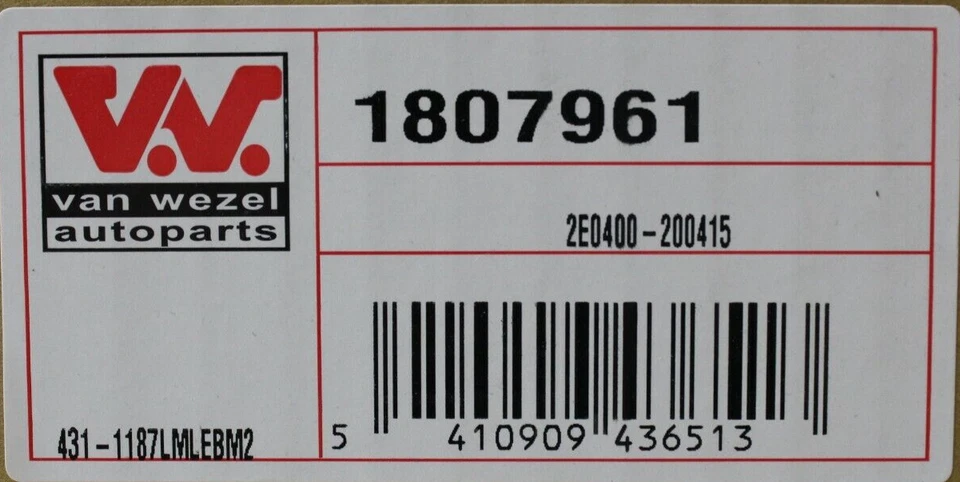 V.W.
van wezel
autoparts
1807961
2E0400-200415
431-1187LMLEBM2
5 410909 436513